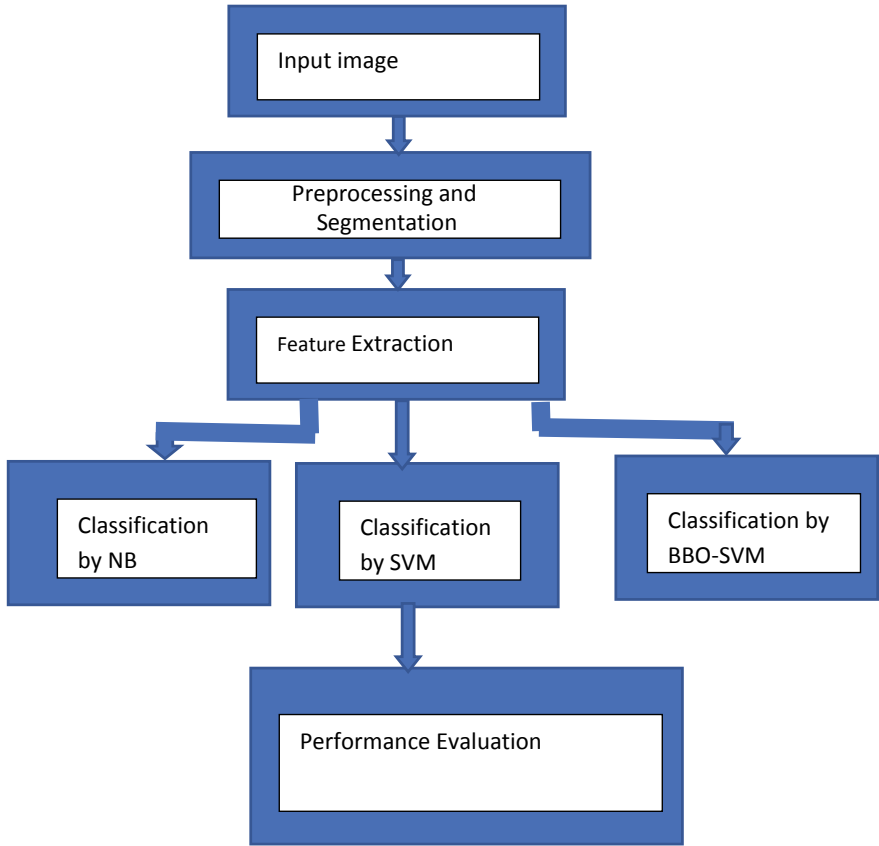 Input image
Preprocessing and
Segmentation
Feature Extraction
Classification
by NB
Classification
by SVM
Classification by
BBO-SVM
Performance Evaluation